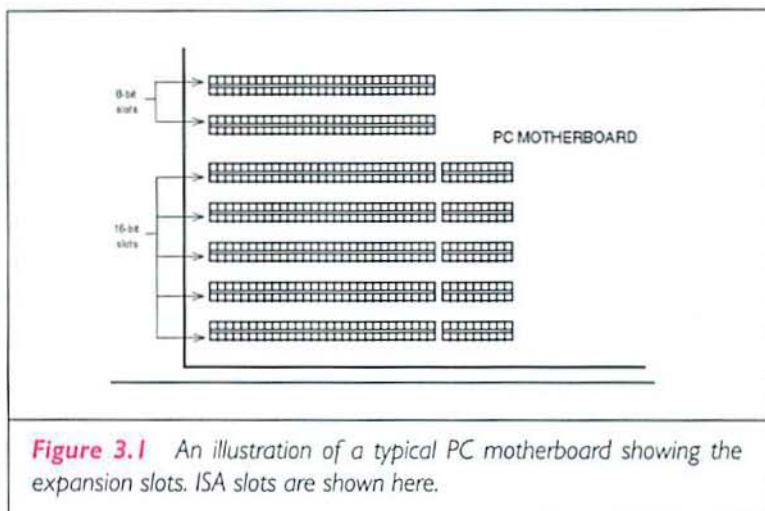 8-bit
slots
PC MOTHERBOARD
16-bit
slots
Figure 3.1 An illustration of a typical PC motherboard showing the
expansion slots. ISA slots are shown here.